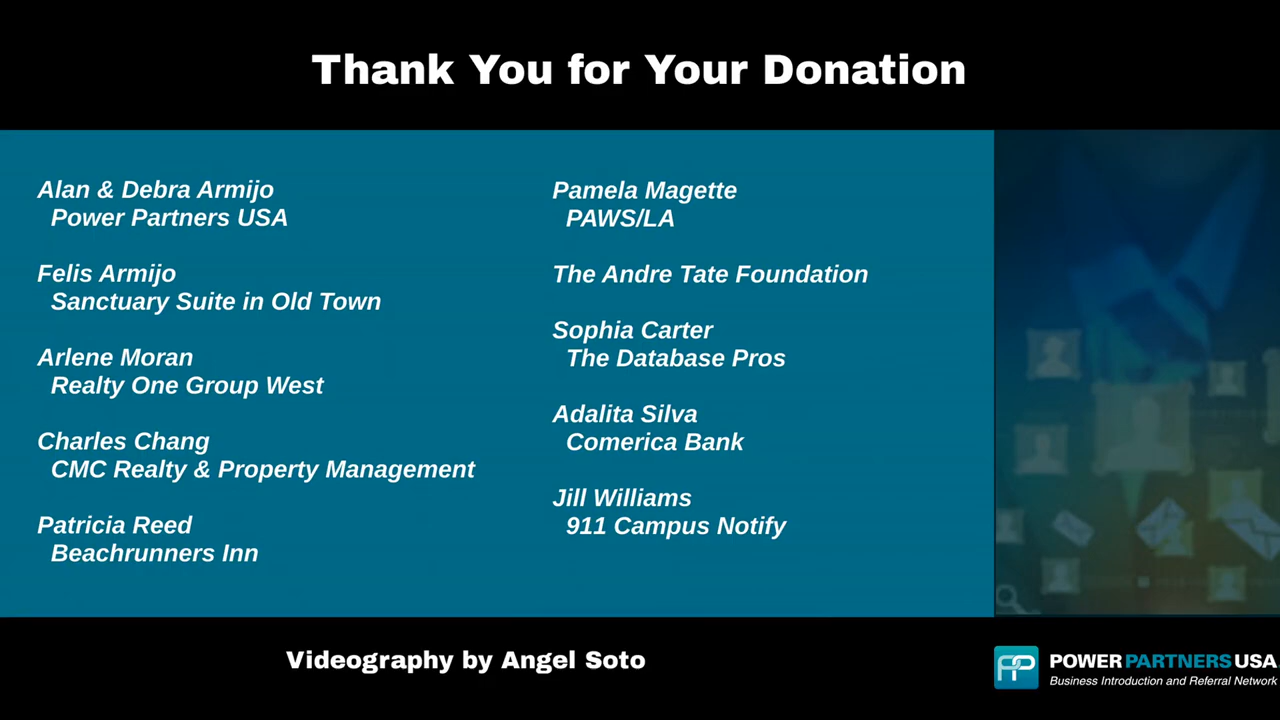 Thank You for Your Donation
Alan & Debra Armijo
Power Partners USA
Felis Armijo
Sanctuary Suite in Old Town
Arlene Moran
Realty One Group West
Charles Chang
CMC Realty & Property Management
Patricia Reed
Beachrunners Inn
Pamela Magette
PAWS/LA
The Andre Tate Foundation
Sophia Carter
The Database Pros
Adalita Silva
Comerica Bank
Jill Williams
911 Campus Notify
Videography by Angel Soto
POWER PARTNERS USA
Business Introduction and Referral Network